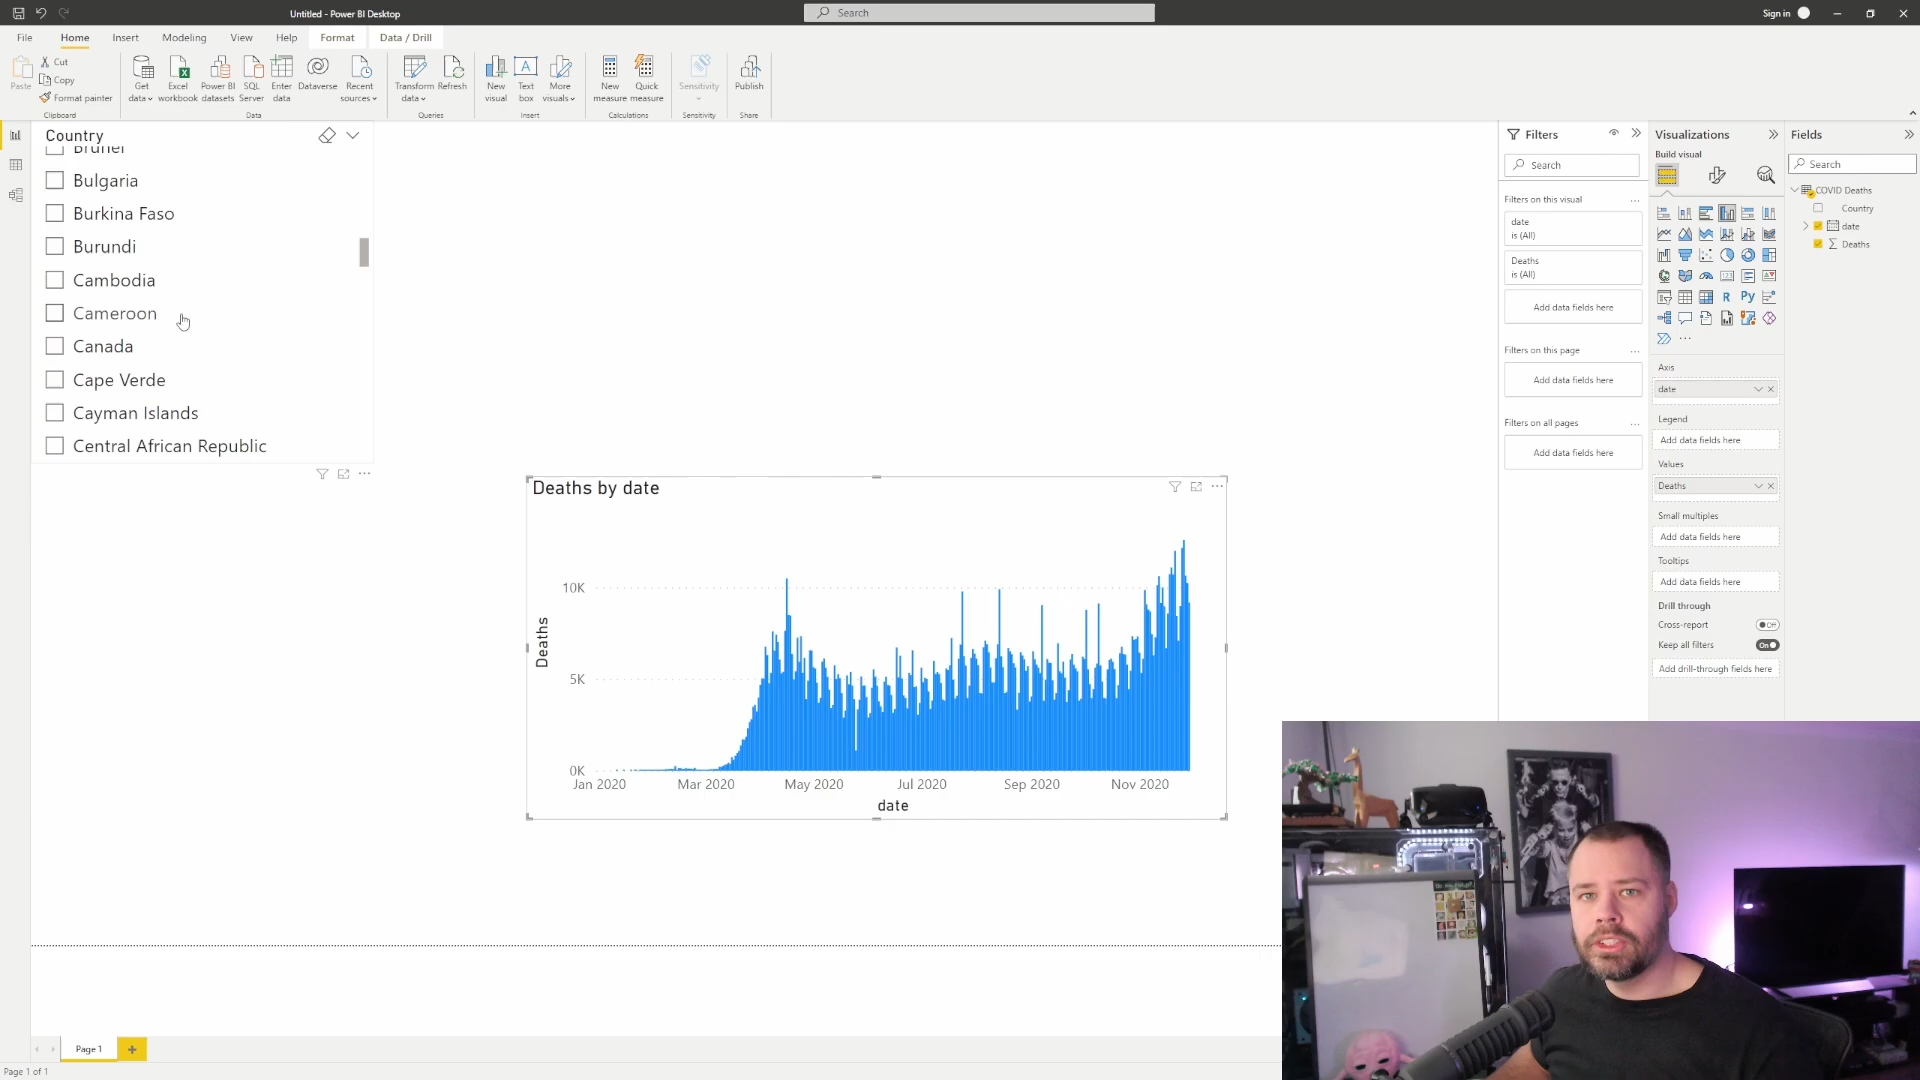 Untitled - Power BI Desktop
Search
Sign in
File
Home
Insert
Modeling
View
Help
Format
Data / Drill
Paste
Cut
Copy
Format painter
Clipboard
Get data
Excel workbook
Power BI datasets
SQL Server
Enter data
Dataverse
Recent sources
Data
Transform data
Refresh
Queries
New visual
Text box
More visuals
Insert
New measure
Quick measure
Calculations
Sensitivity
Sensitivity
Publish
Share
Country
Brunei
Bulgaria
Burkina Faso
Burundi
Cambodia
Cameroon
Canada
Cape Verde
Cayman Islands
Central African Republic
Deaths by date
10K
5K
0K
Deaths
Jan 2020
Mar 2020
May 2020
Jul 2020
Sep 2020
Nov 2020
date
Filters
Search
Filters on this visual
date
is (All)
Deaths
is (All)
Add data fields here
Filters on this page
Add data fields here
Filters on all pages
Add data fields here
Visualizations
Build visual
R
Py
Axis
date
Legend
Add data fields here
Values
Deaths
Small multiples
Add data fields here
Tooltips
Add data fields here
Drill through
Cross-report
Off
Keep all filters
On
Add drill-through fields here
Fields
Search
COVID Deaths
Country
date
Deaths
Page 1
Page 1 of 1